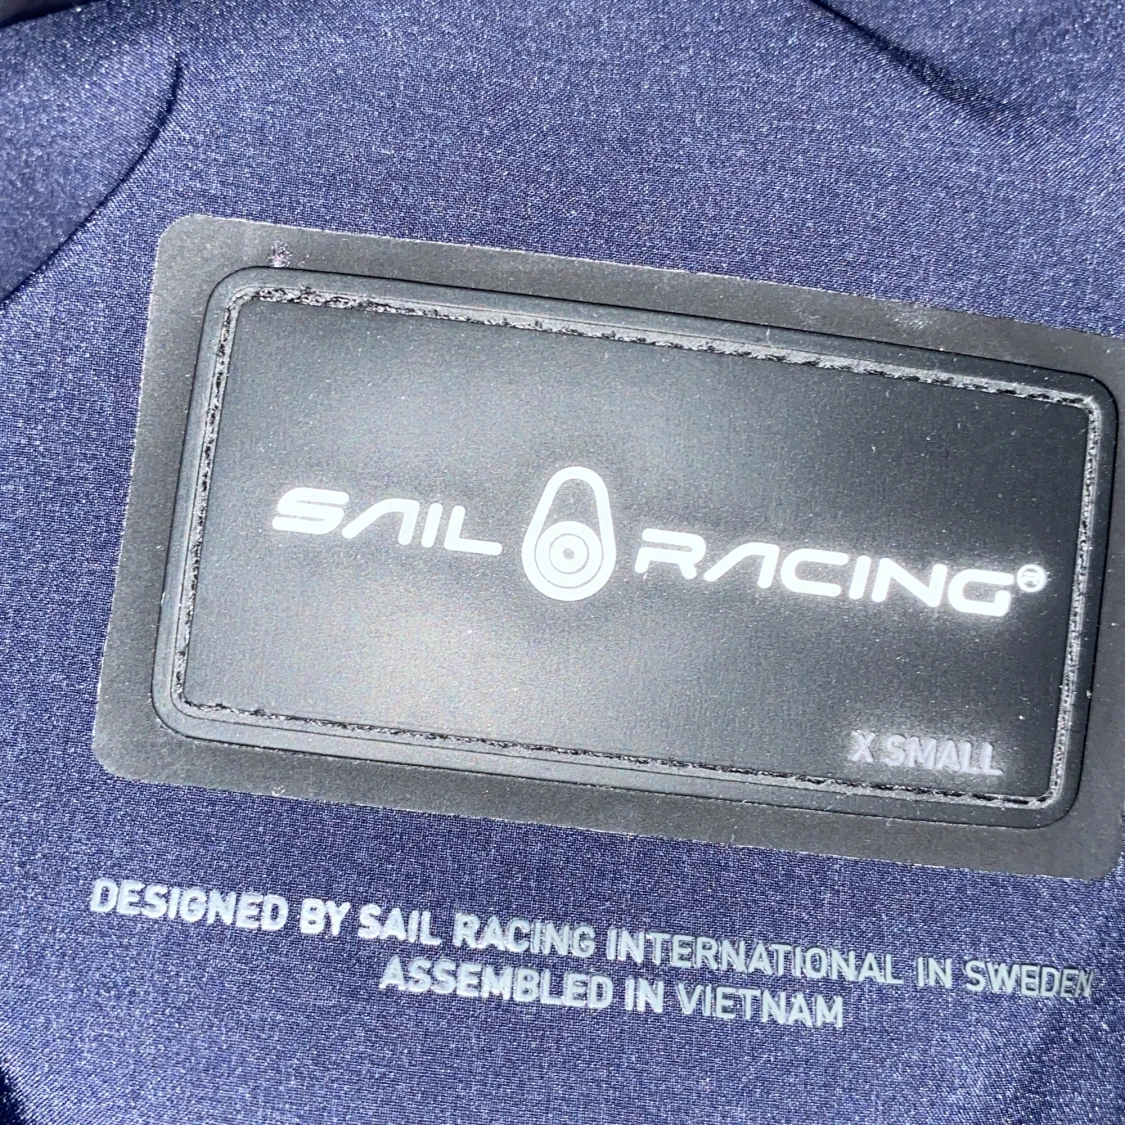 SAIL RACING®
X SMALL
DESIGNED BY SAIL RACING INTERNATIONAL IN SWEDEN
ASSEMBLED IN VIETNAM